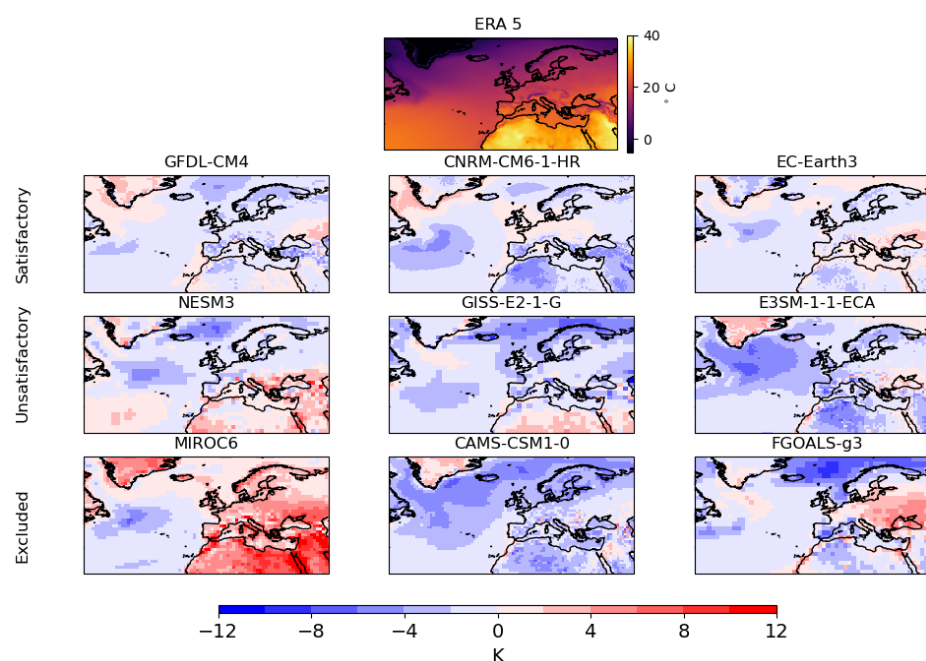 ERA 5
40
20
0
° C
GFDL-CM4
CNRM-CM6-1-HR
EC-Earth3
Satisfactory
NESM3
GISS-E2-1-G
E3SM-1-1-ECA
Unsatisfactory
MIROC6
CAMS-CSM1-0
FGOALS-g3
Excluded
−12 −8 −4 0 4 8 12
K